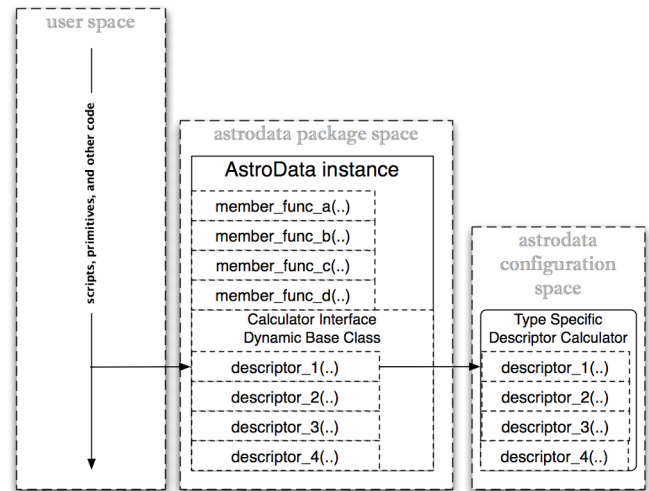 user space
scripts, primitives, and other code
astrodata package space
AstroData instance
member_func_a(..)
member_func_b(..)
member_func_c(..)
member_func_d(..)
Calculator Interface
Dynamic Base Class
descriptor_1(..)
descriptor_2(..)
descriptor_3(..)
descriptor_4(..)
astrodata
configuration
space
Type Specific
Descriptor Calculator
descriptor_1(..)
descriptor_2(..)
descriptor_3(..)
descriptor_4(..)